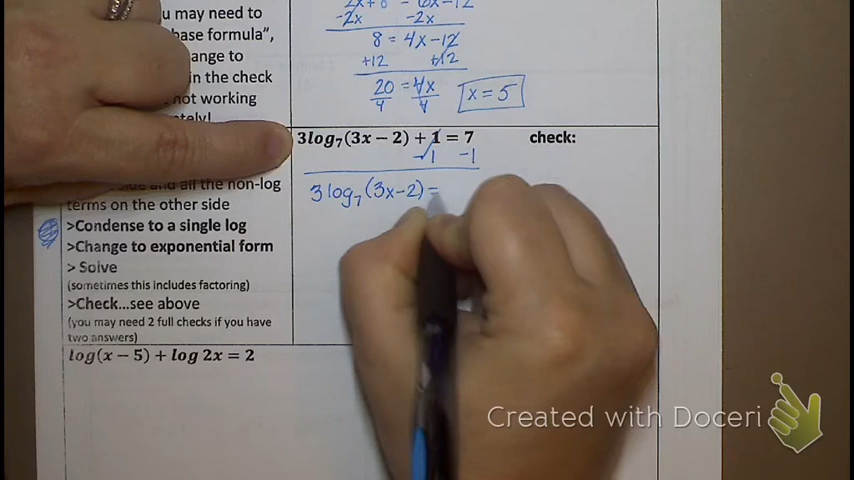 u may need to
base formula",
ange to
in the check
not working
2x+8 = 6x-12
-2x -2x
8 = 4x-12
+12 +12
20 = 4x
4 4
x = 5
3log₇(3x − 2) + 1 = 7 check:
-1 -1
3 log₇(3x-2) =
and all the non-log
terms on the other side
>Condense to a single log
>Change to exponential form
> Solve
(sometimes this includes factoring)
>Check...see above
(you may need 2 full checks if you have
two answers)
log(x − 5) + log 2x = 2
Created with Doceri